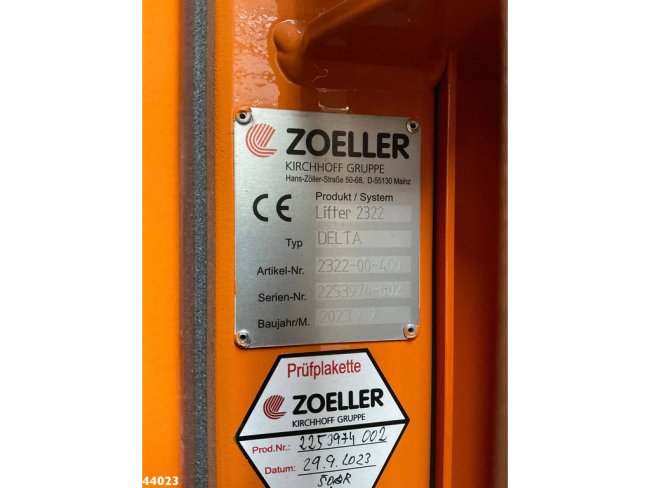 ZOELLER
KIRCHHOFF GRUPPE
Hans-Zöller-Straße 50-68, D-55130 Mainz
Produkt / System
CE Lifter 2322
Typ DELTA
Artikel-Nr. 2322-00-400
Serien-Nr. 2253974-002
Baujahr/M. 2023 / 9
Prüfplakette
ZOELLER
KIRCHHOFF GRUPPE
Prod.Nr.: 2253974 002
Datum: 29.9.2023
44023